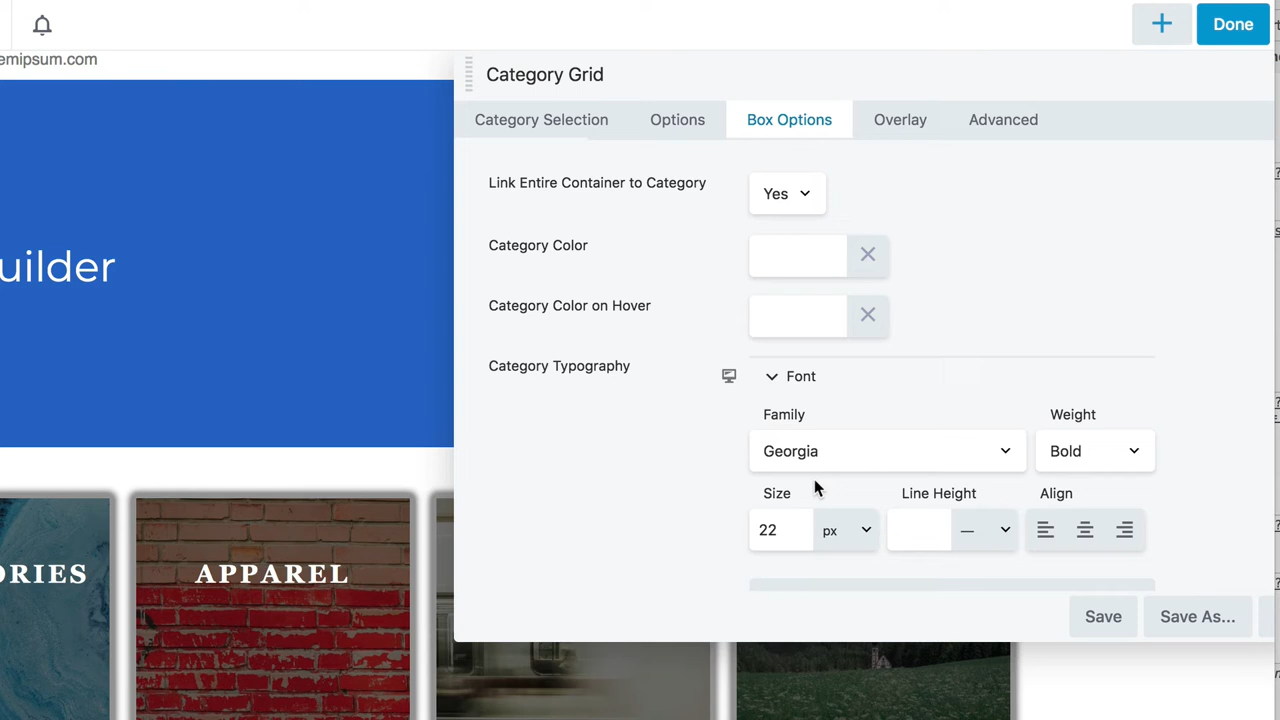 Done
emipsum.com
Category Grid
Category Selection Options Box Options Overlay Advanced
Link Entire Container to Category Yes
Category Color
uilder
Category Color on Hover
Category Typography Font
Family Weight
Georgia Bold
Size Line Height Align
22 px —
ORIES APPAREL
Save Save As...